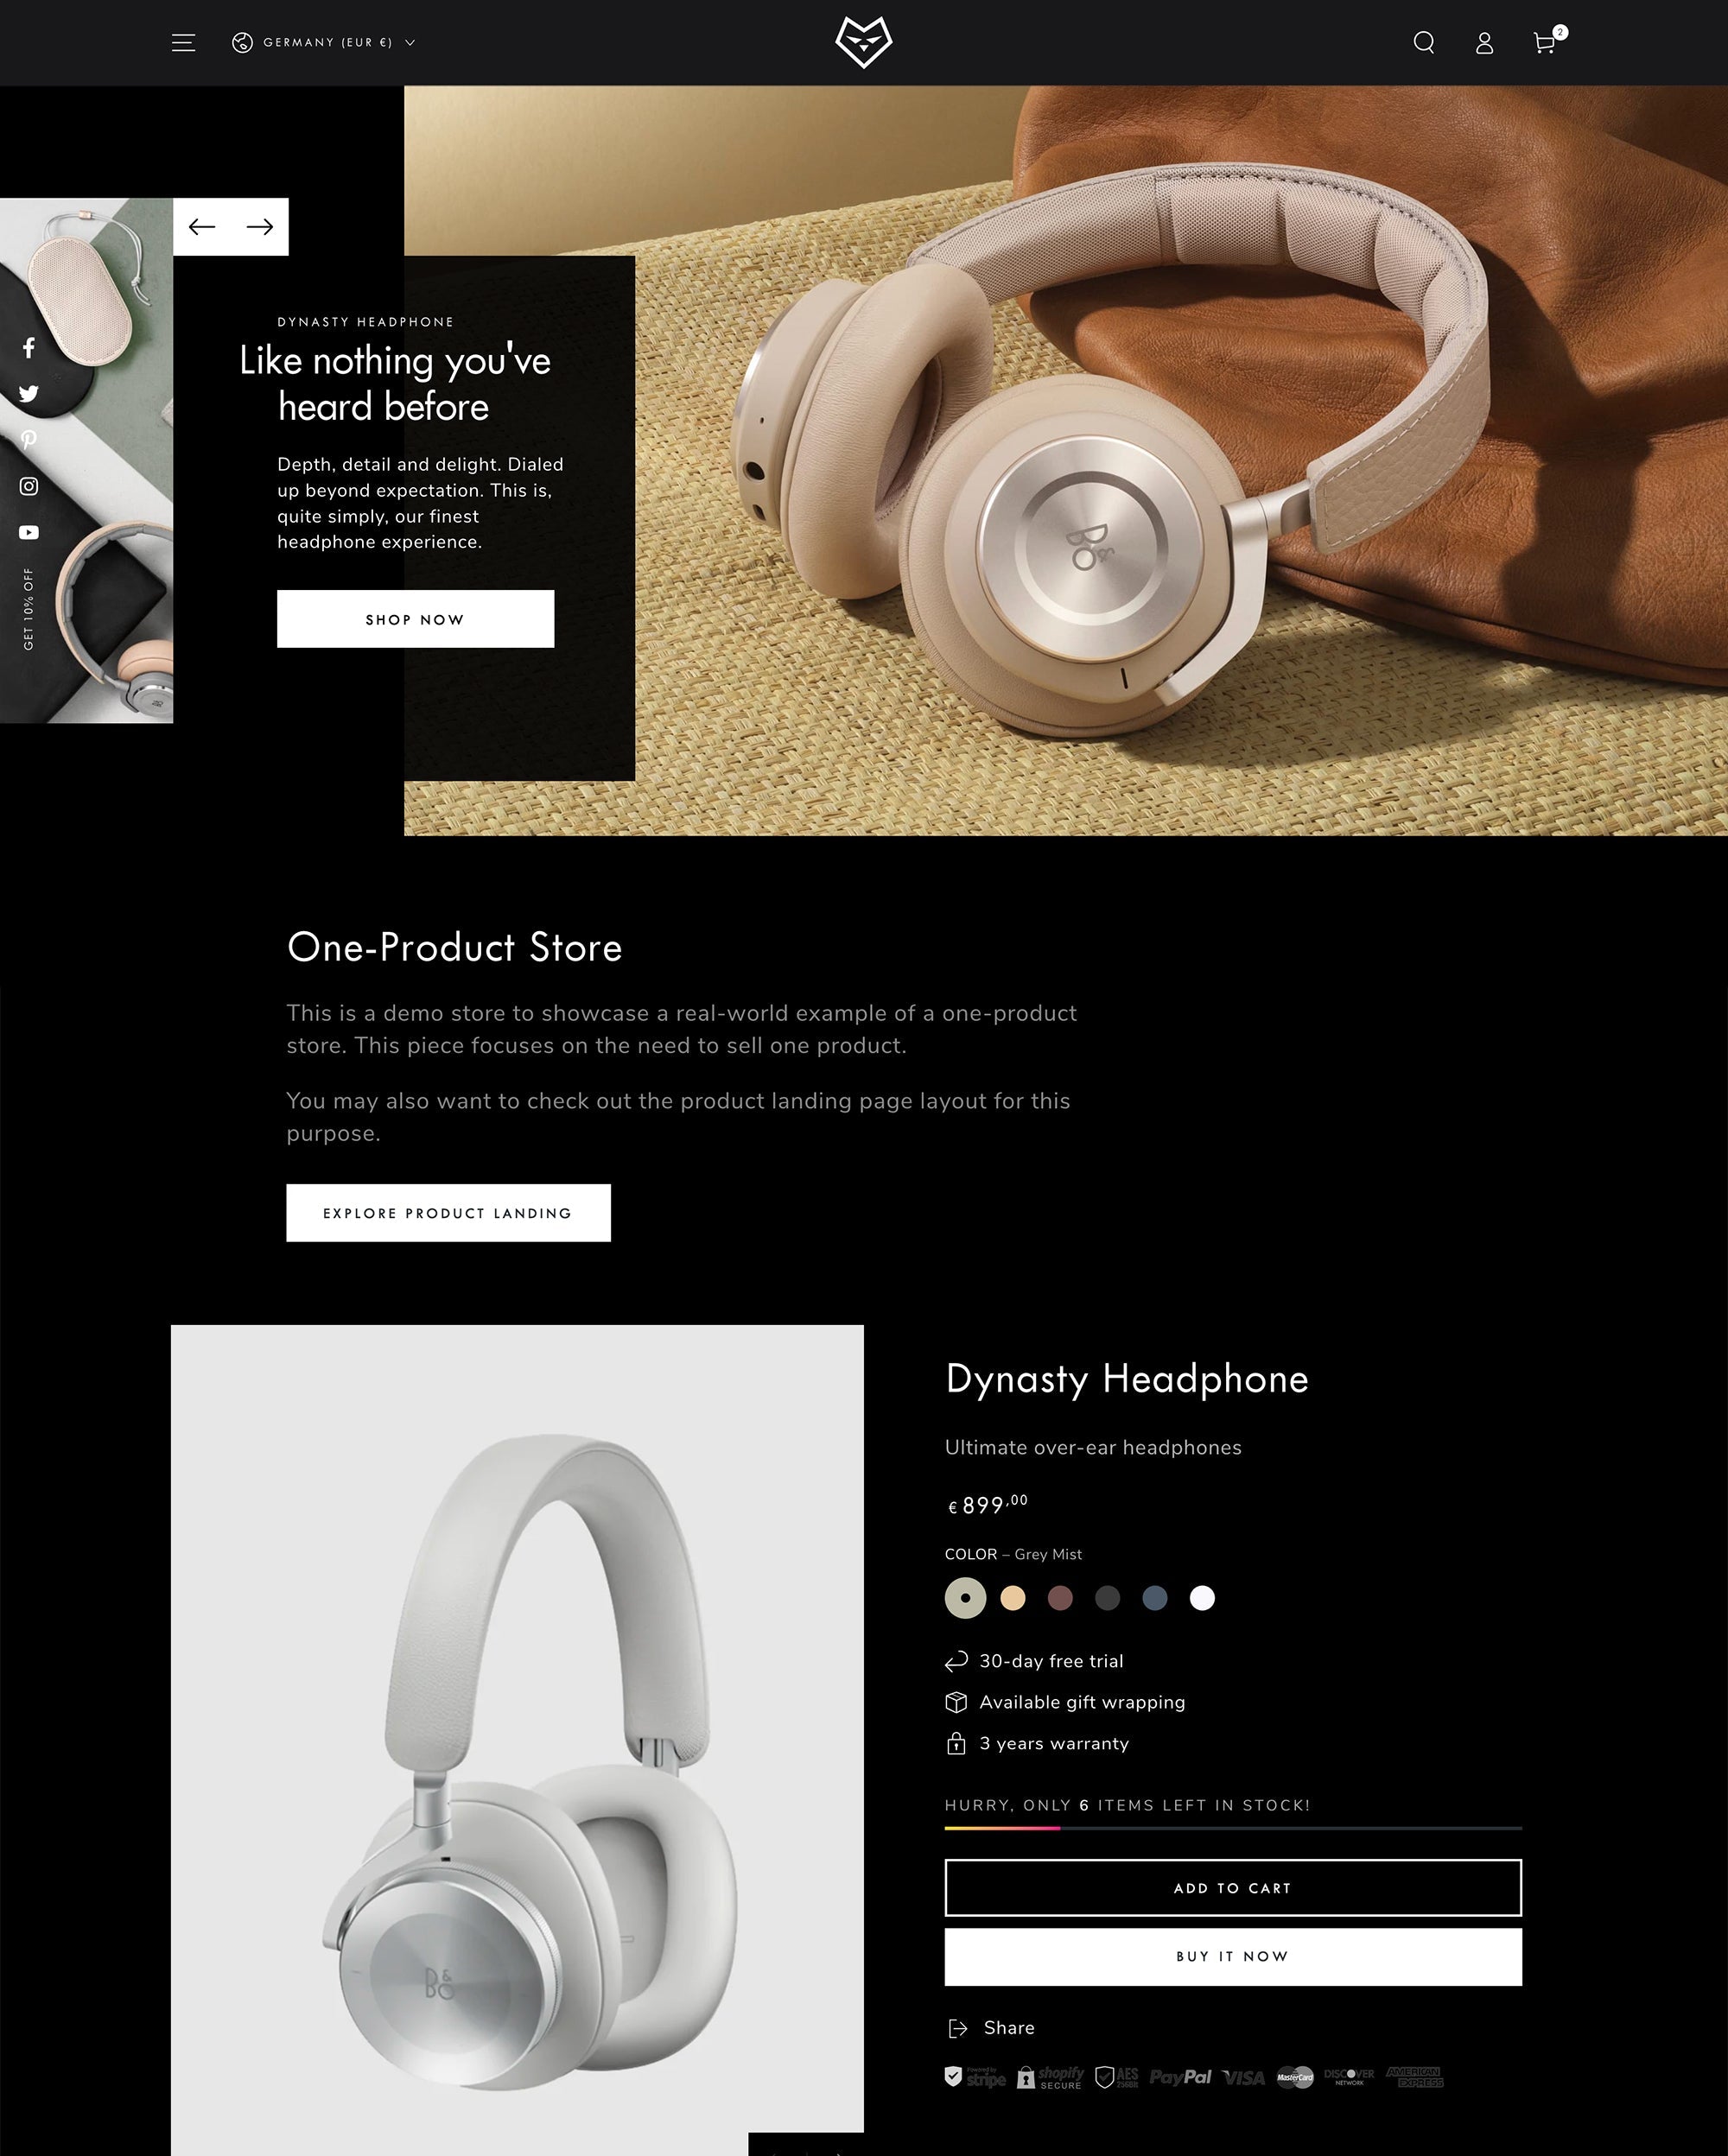 GERMANY (EUR €)
2
DYNASTY HEADPHONE
Like nothing you've
heard before
Depth, detail and delight. Dialed
up beyond expectation. This is,
quite simply, our finest
headphone experience.
SHOP NOW
GET 10% OFF
B&O
One-Product Store
This is a demo store to showcase a real-world example of a one-product
store. This piece focuses on the need to sell one product.
You may also want to check out the product landing page layout for this
purpose.
EXPLORE PRODUCT LANDING
B&O
Dynasty Headphone
Ultimate over-ear headphones
€899,00
COLOR – Grey Mist
30-day free trial
Available gift wrapping
3 years warranty
HURRY, ONLY 6 ITEMS LEFT IN STOCK!
ADD TO CART
BUY IT NOW
Share
Powered by
stripe
shopify
SECURE
AES
256Bit
PayPal
VISA
MasterCard
DISCOVER
NETWORK
AMERICAN
EXPRESS